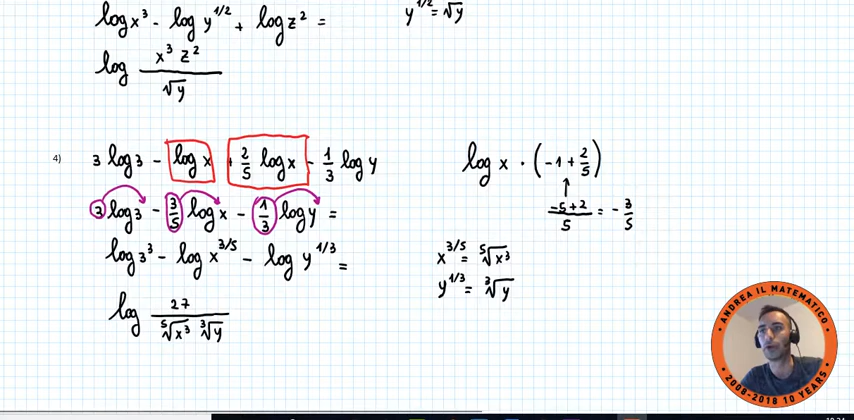 log x³ - log y^1/2 + log z² =
y^1/2 = √y
log x³ z² / √y
4) 3 log 3 - log x + 2/5 log x - 1/3 log y
log x · (-1 + 2/5)
-5+2 / 5 = - 3/5
3 log 3 - 3/5 log x - 1/3 log y =
log 3³ - log x^3/5 - log y^1/3 =
x^3/5 = ⁵√x³
y^1/3 = ³√y
log 27 / ⁵√x³ ³√y
• ANDREA IL MATEMATICO •
2008-2018 10 YEARS